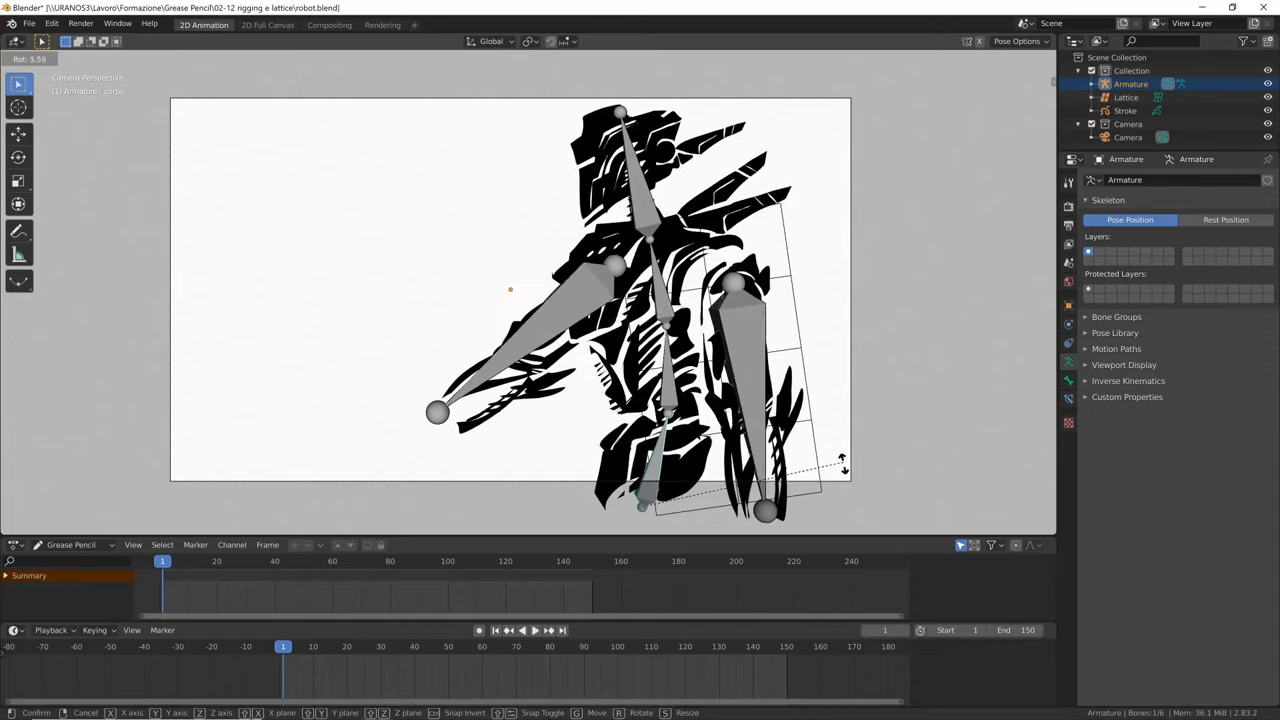 Blender* [\\URANOS3\Lavoro\Formazione\Grease Pencil\02-12 rigging e lattice\robot.blend]
File Edit Render Window Help 2D Animation 2D Full Canvas Compositing Rendering Scene View Layer
Global Pose Options
Rot: 3.59
Camera Perspective
(1) Armature : corpo
Scene Collection
Collection
Armature
Lattice
Stroke
Camera
Camera
Armature Armature
Armature
Skeleton
Pose Position Rest Position
Layers:
Protected Layers:
Bone Groups
Pose Library
Motion Paths
Viewport Display
Inverse Kinematics
Custom Properties
Grease Pencil View Select Marker Channel Frame
1 20 40 60 80 100 120 140 160 180 200 220 240
Summary
Playback Keying View Marker 1 Start 1 End 150
-80 -70 -60 -50 -40 -30 -20 -10 1 10 20 30 40 50 60 70 80 90 100 110 120 130 140 150 160 170 180
Confirm Cancel X X axis Y Y axis Z Z axis X X plane Y Y plane Z Z plane Snap Invert Snap Toggle G Move R Rotate S Resize Armature | Bones:1/6 | Mem: 36.1 MiB | 2.83.2